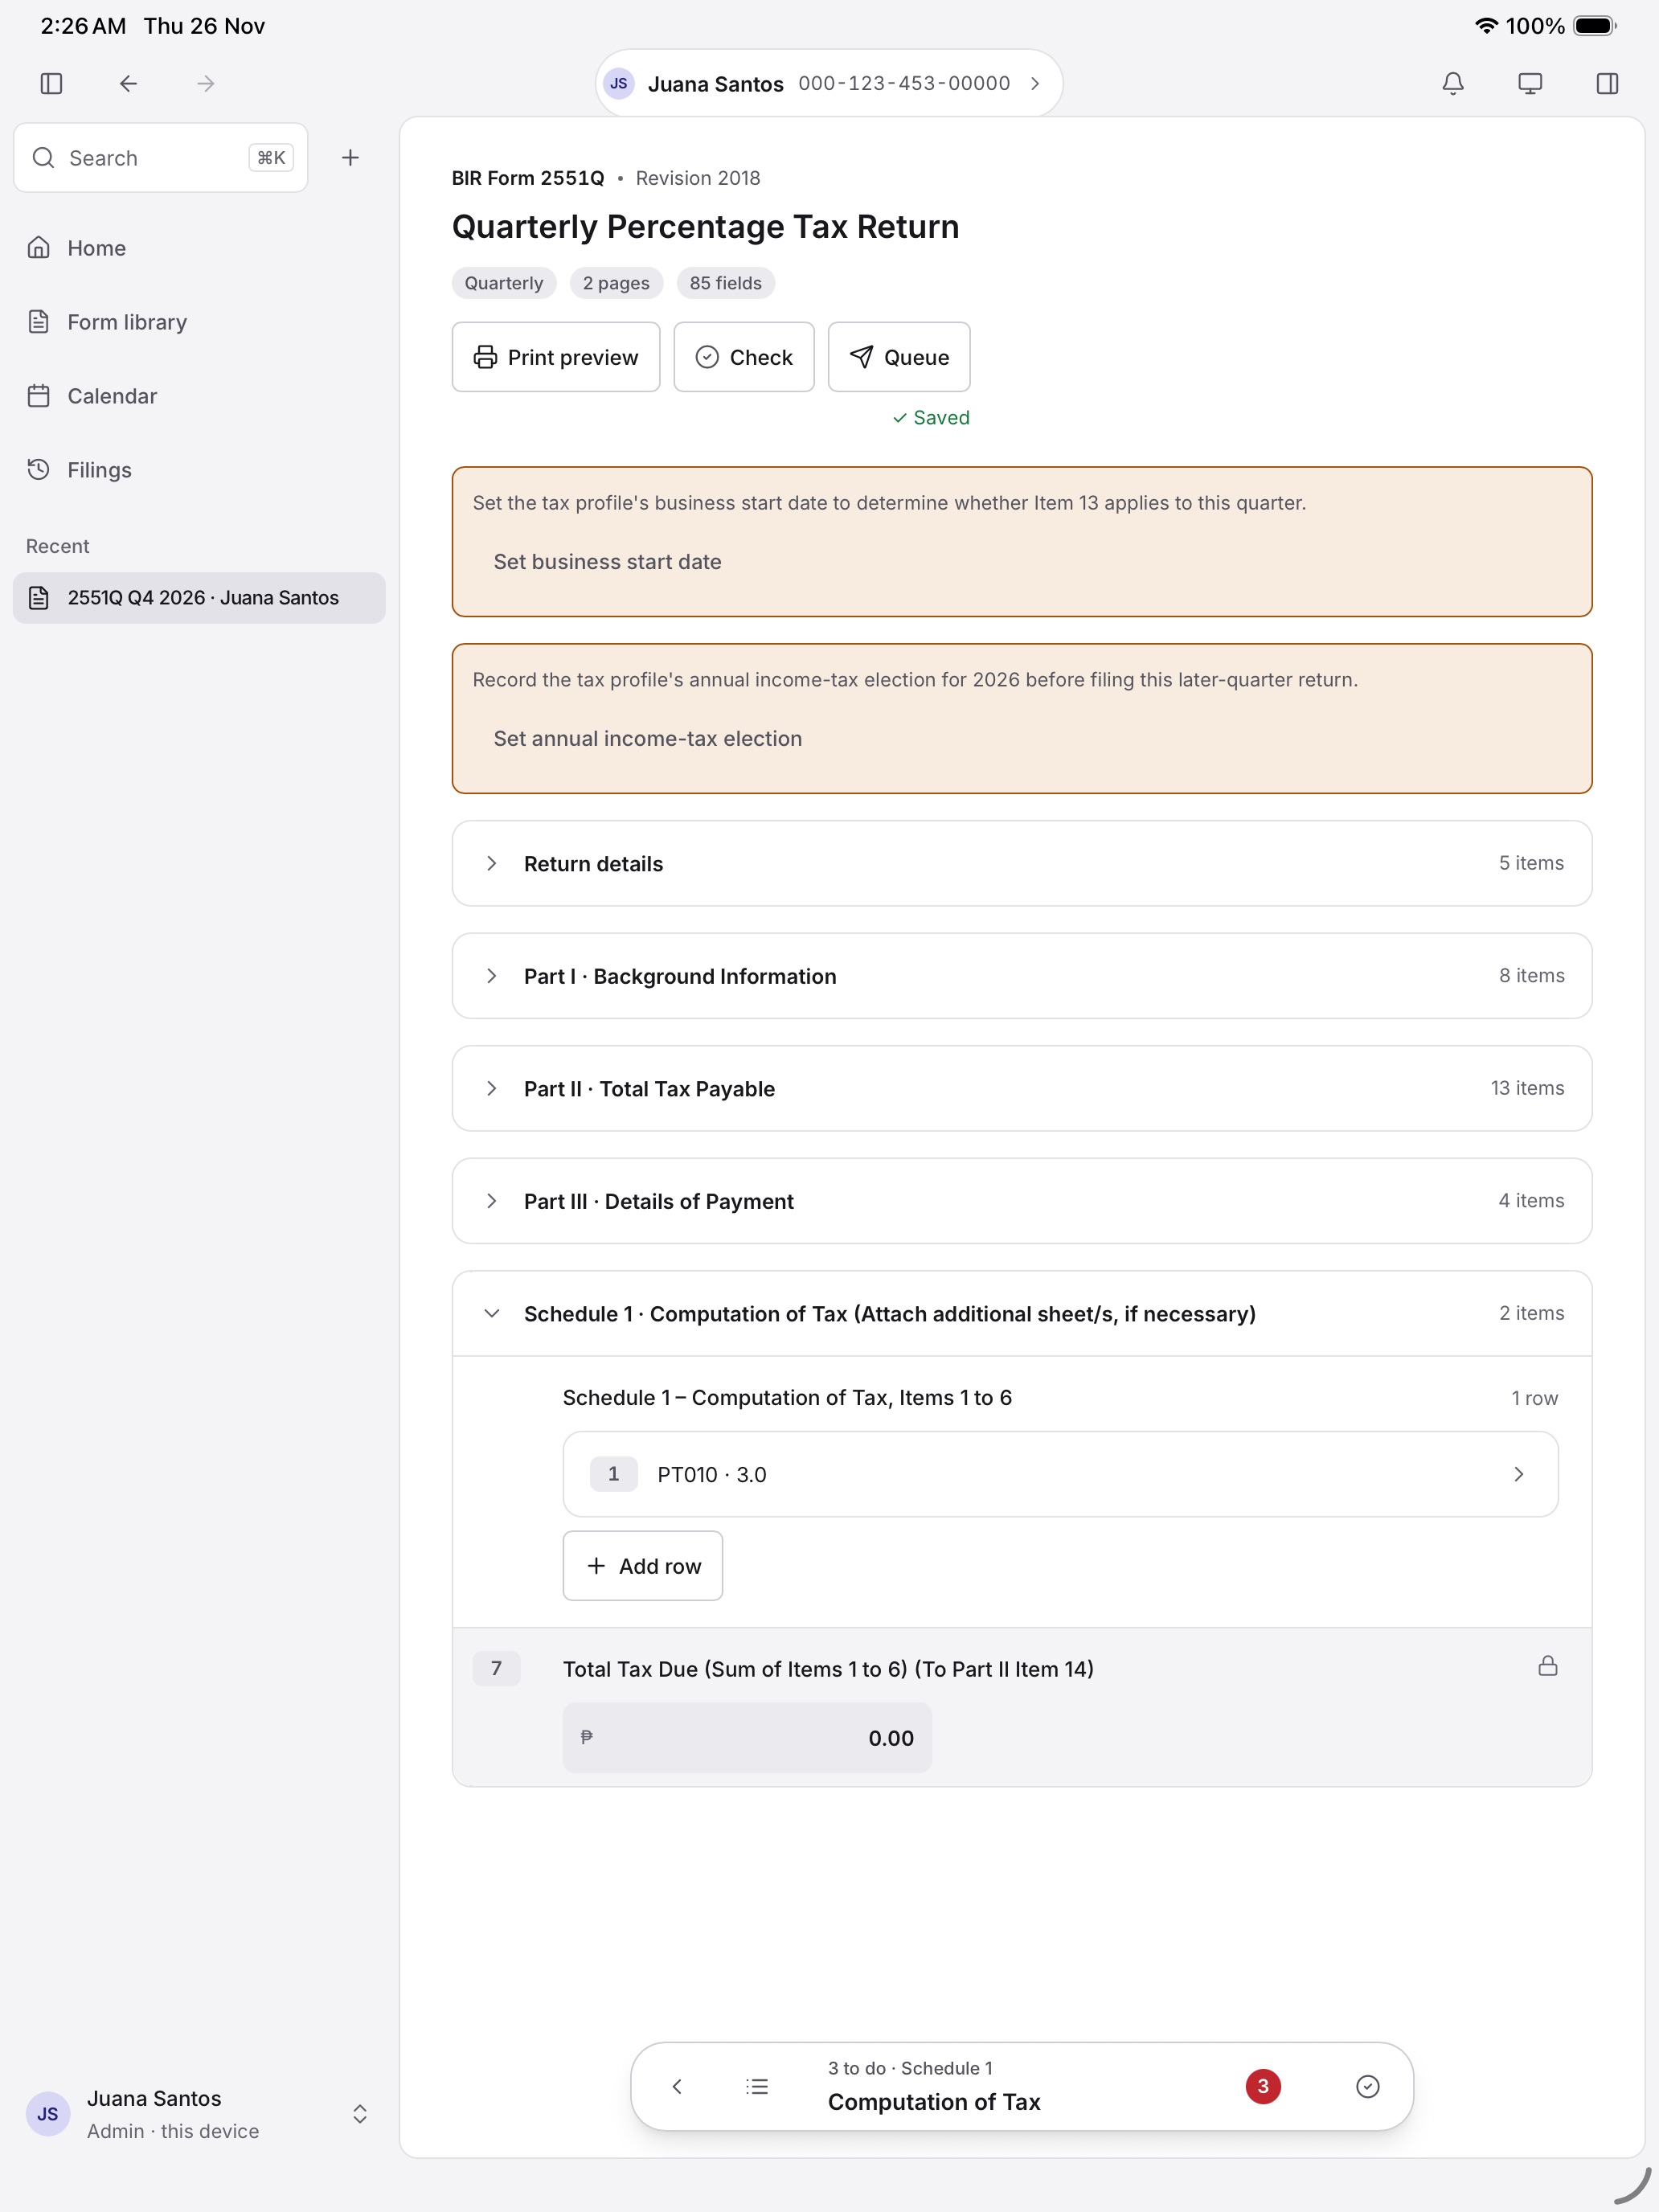 2:26 AM Thu 26 Nov
100%
JS Juana Santos 000-123-453-00000
Search ⌘K
Home
Form library
Calendar
Filings
Recent
2551Q Q4 2026 · Juana Santos
BIR Form 2551Q • Revision 2018
Quarterly Percentage Tax Return
Quarterly 2 pages 85 fields
Print preview Check Queue
Saved
Set the tax profile's business start date to determine whether Item 13 applies to this quarter.
Set business start date
Record the tax profile's annual income-tax election for 2026 before filing this later-quarter return.
Set annual income-tax election
Return details 5 items
Part I · Background Information 8 items
Part II · Total Tax Payable 13 items
Part III · Details of Payment 4 items
Schedule 1 · Computation of Tax (Attach additional sheet/s, if necessary) 2 items
Schedule 1 – Computation of Tax, Items 1 to 6 1 row
1 PT010 · 3.0
Add row
7 Total Tax Due (Sum of Items 1 to 6) (To Part II Item 14)
₱ 0.00
3 to do · Schedule 1
Computation of Tax
3
JS Juana Santos
Admin · this device